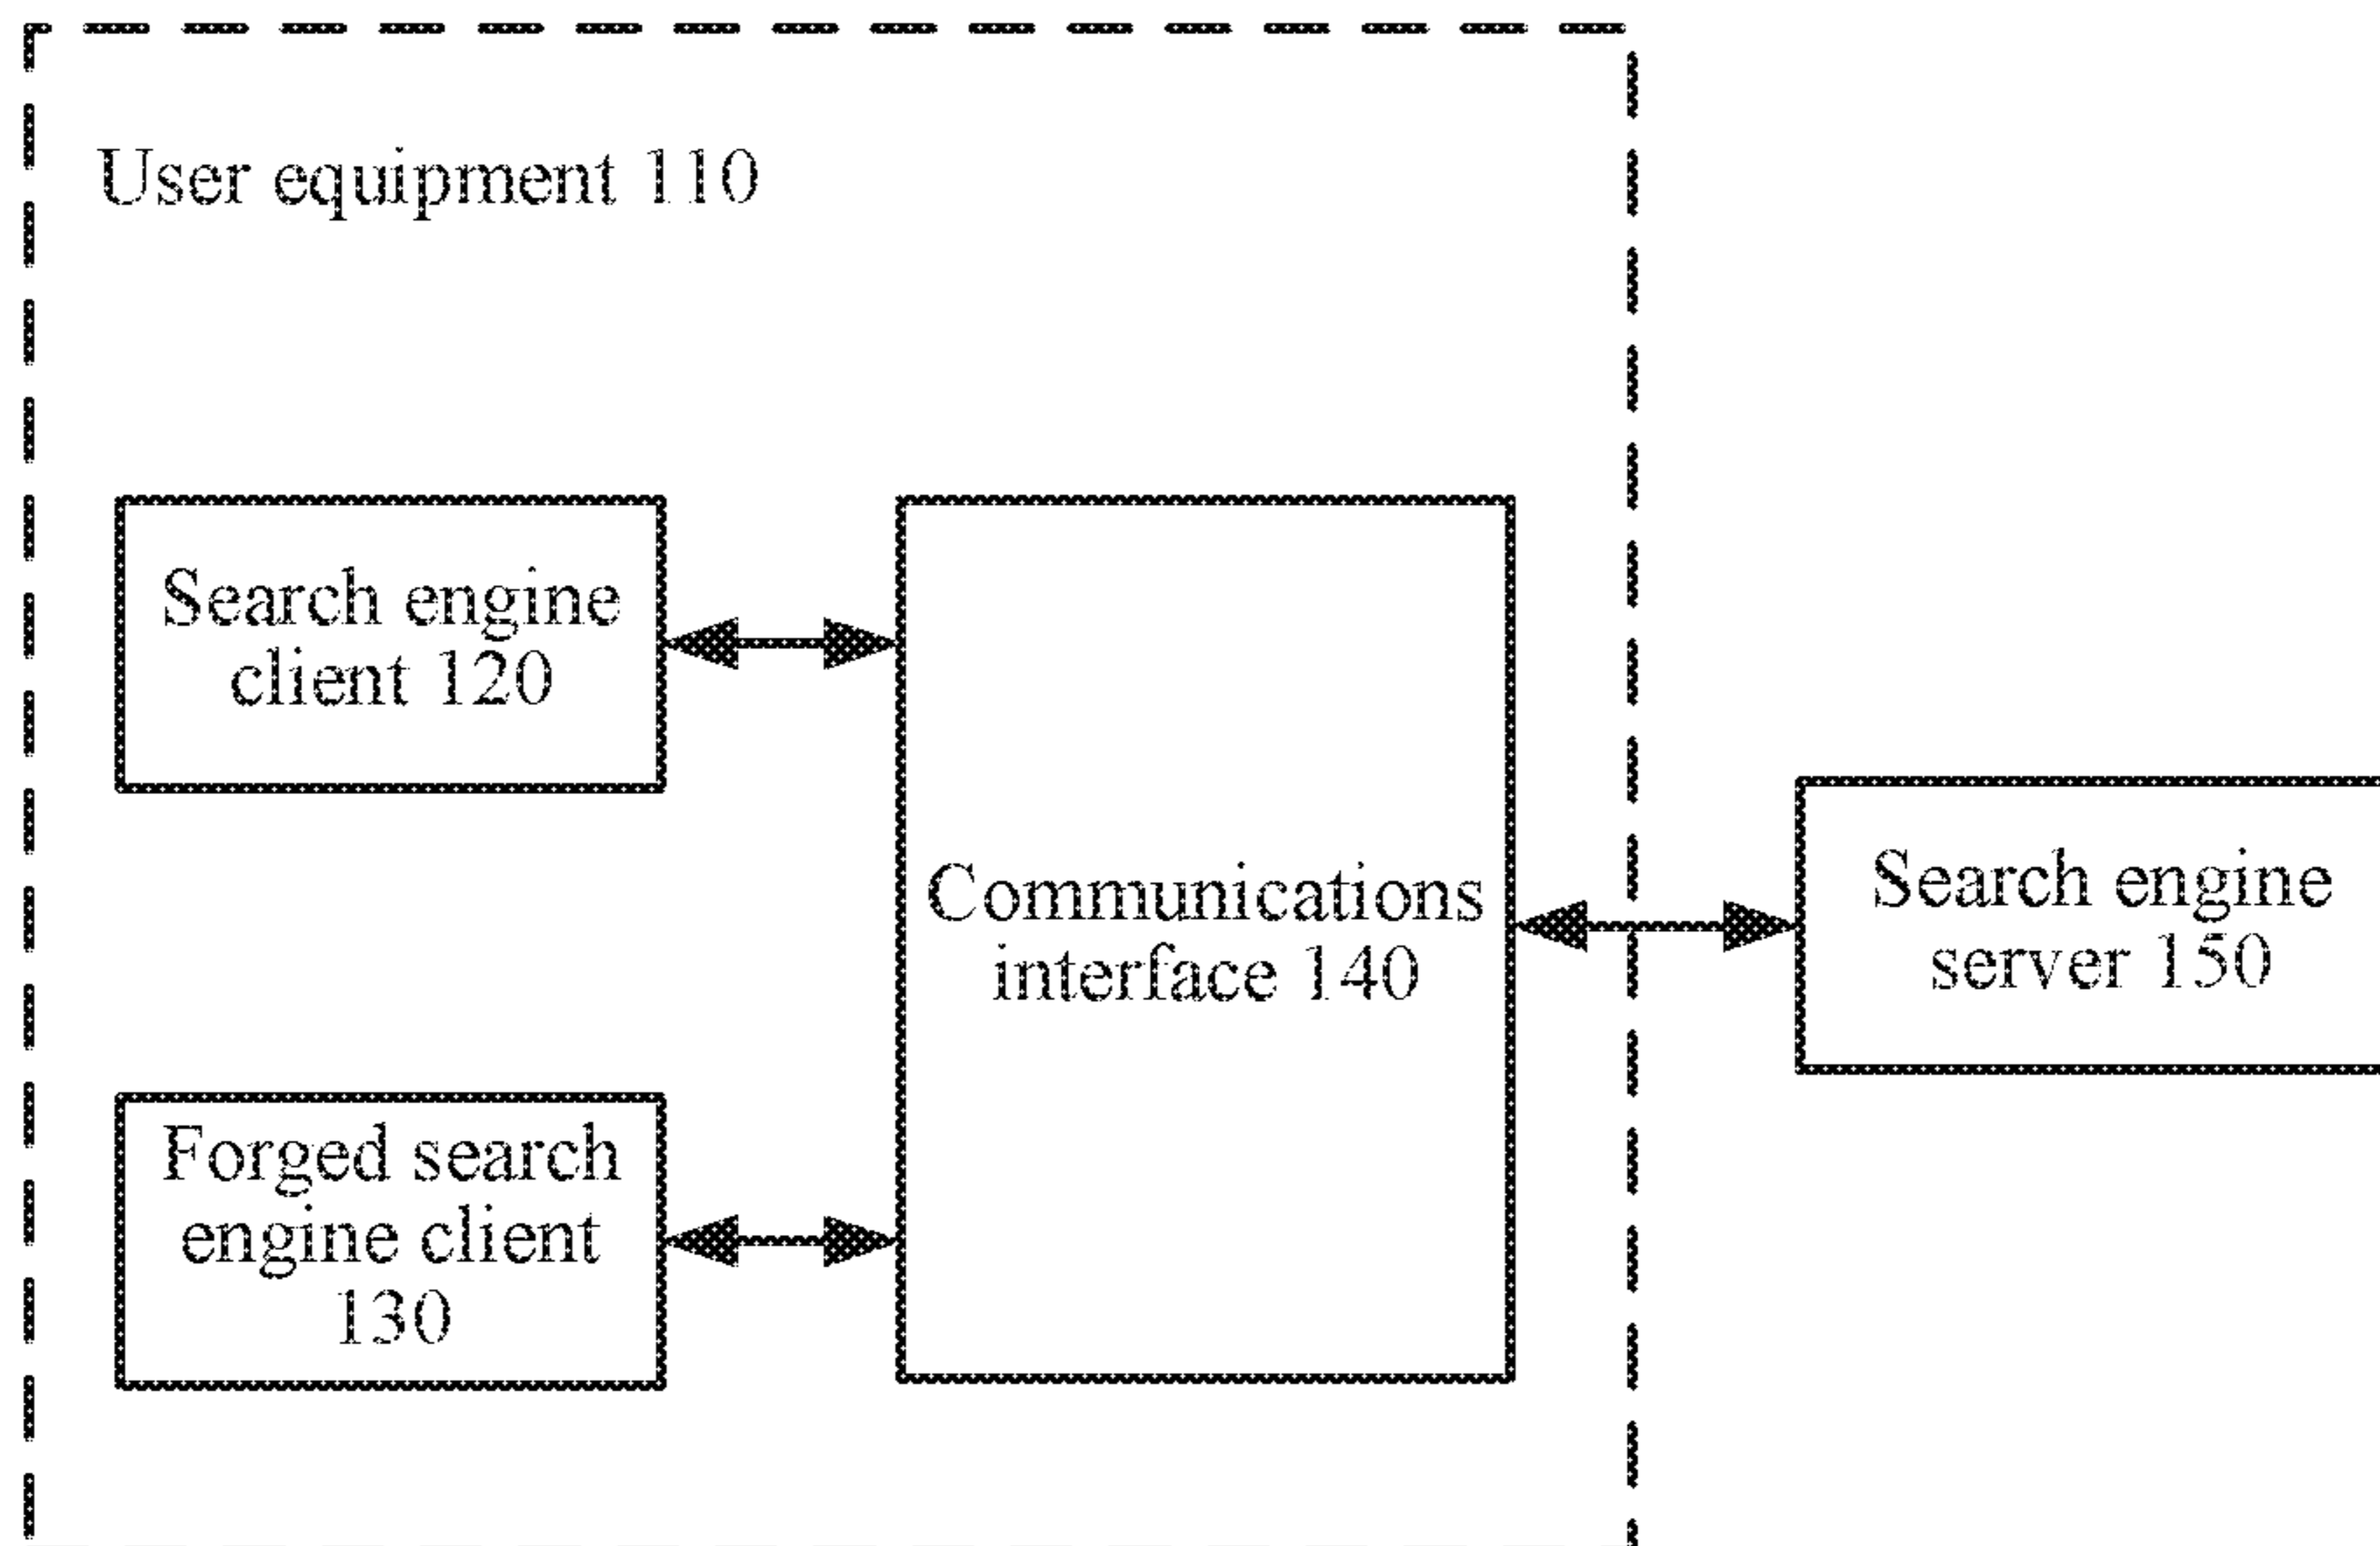 User equipment 110
Search engine
client 120
Communications
interface 140
Search engine
server 150
Forged search
engine client
130